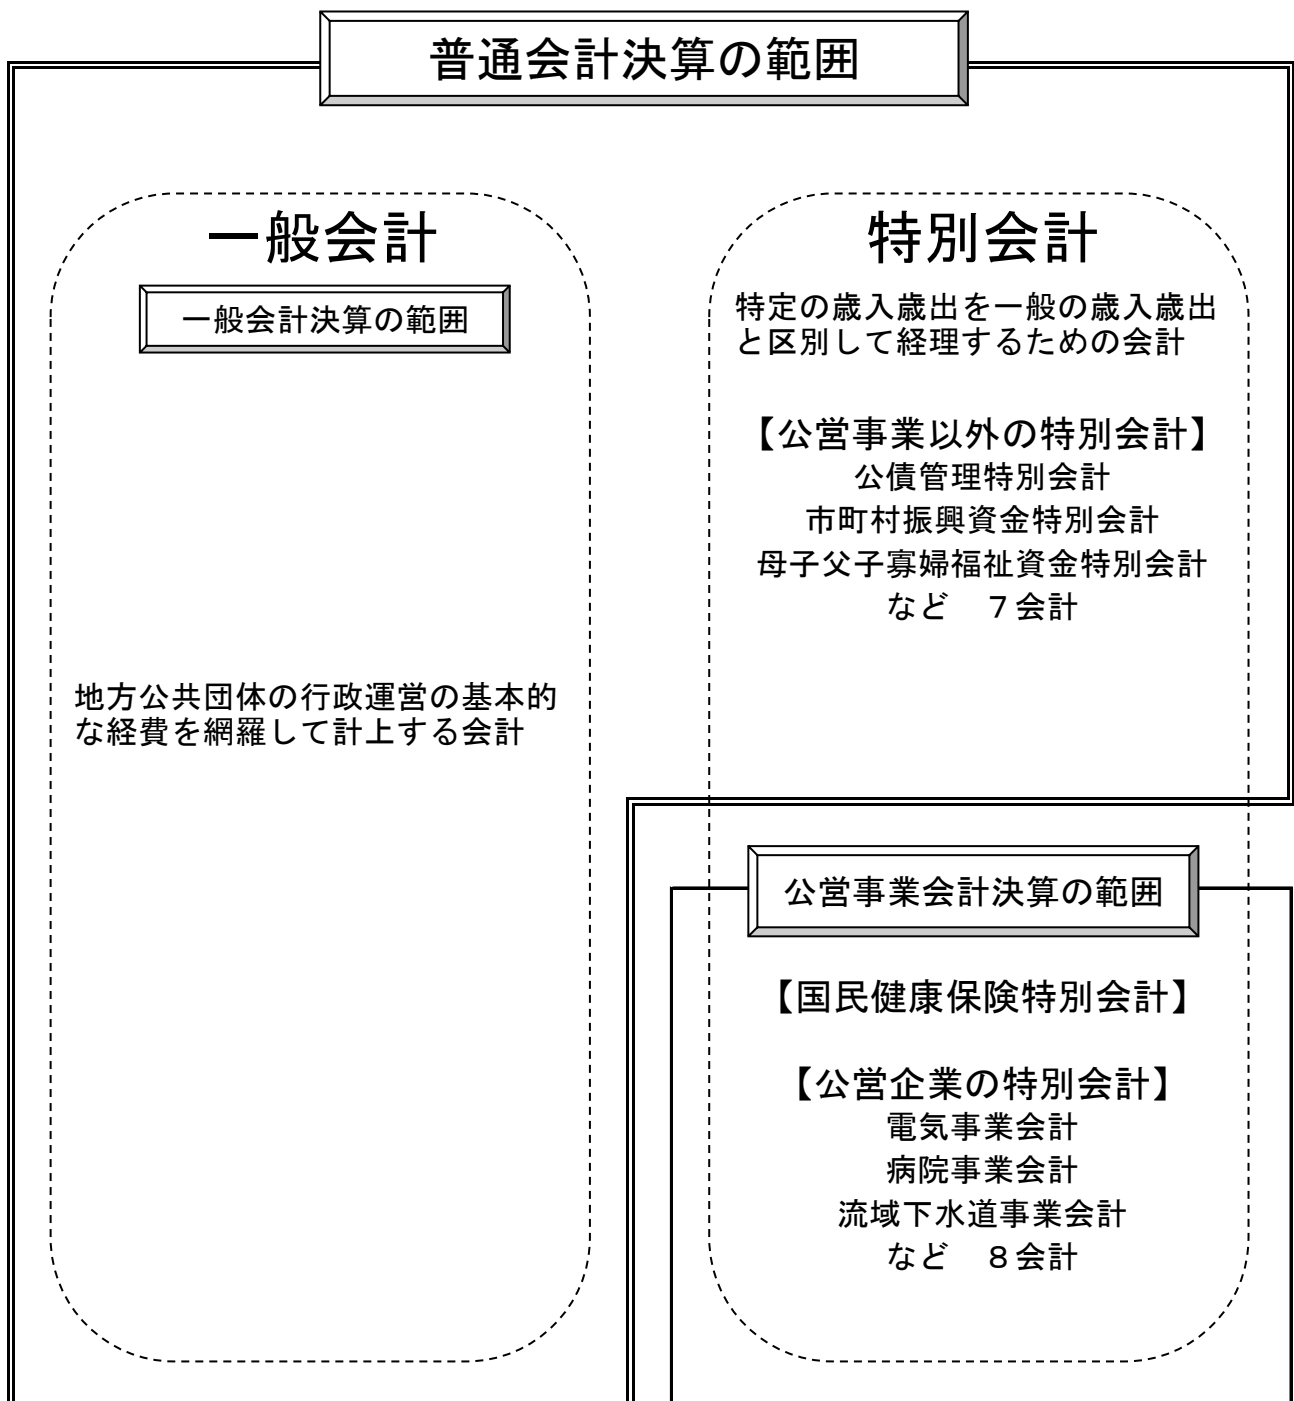 普通会計決算の範囲
一般会計
一般会計決算の範囲
地方公共団体の行政運営の基本的
な経費を網羅して計上する会計
特別会計
特定の歳入歳出を一般の歳入歳出
と区別して経理するための会計
【公営事業以外の特別会計】
公債管理特別会計
市町村振興資金特別会計
母子父子寡婦福祉資金特別会計
など　７会計
公営事業会計決算の範囲
【国民健康保険特別会計】
【公営企業の特別会計】
電気事業会計
病院事業会計
流域下水道事業会計
など　８会計